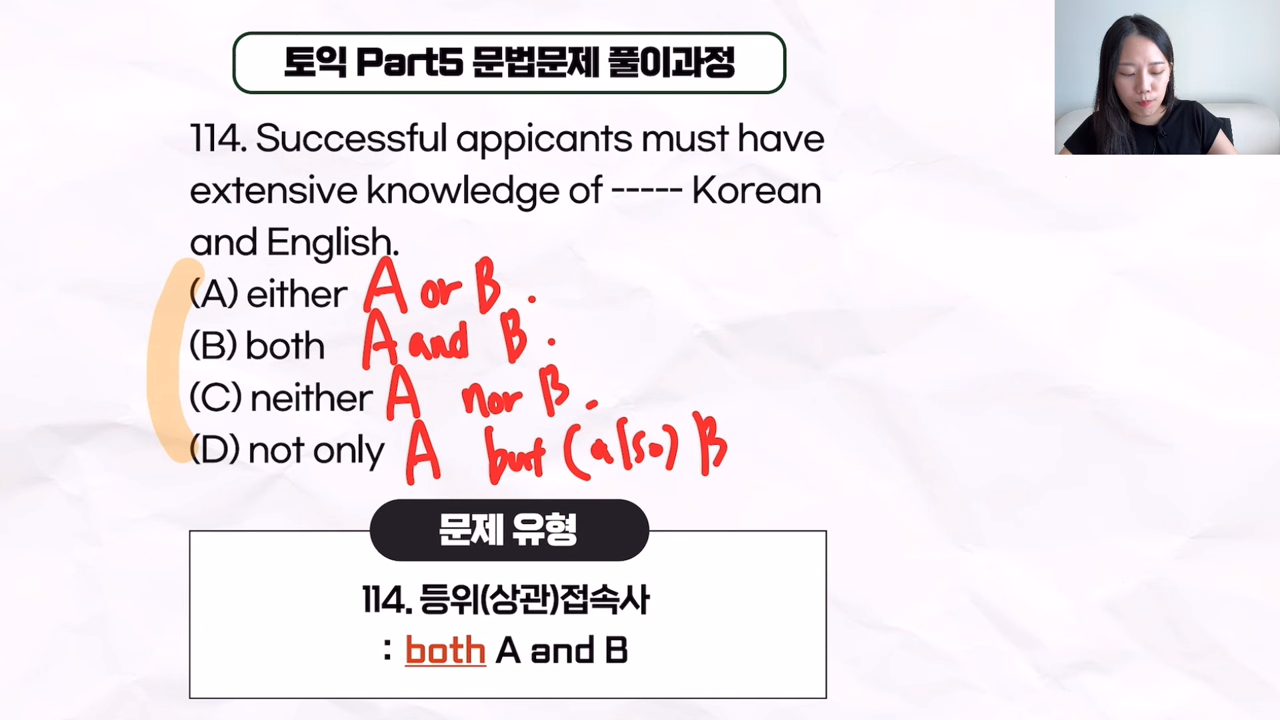 토익 Part5 문법문제 풀이과정
114. Successful appicants must have
extensive knowledge of ----- Korean
and English.
(A) either A or B .
(B) both A and B .
(C) neither A nor B .
(D) not only A but (also) B
문제 유형
114. 등위(상관)접속사
: both A and B